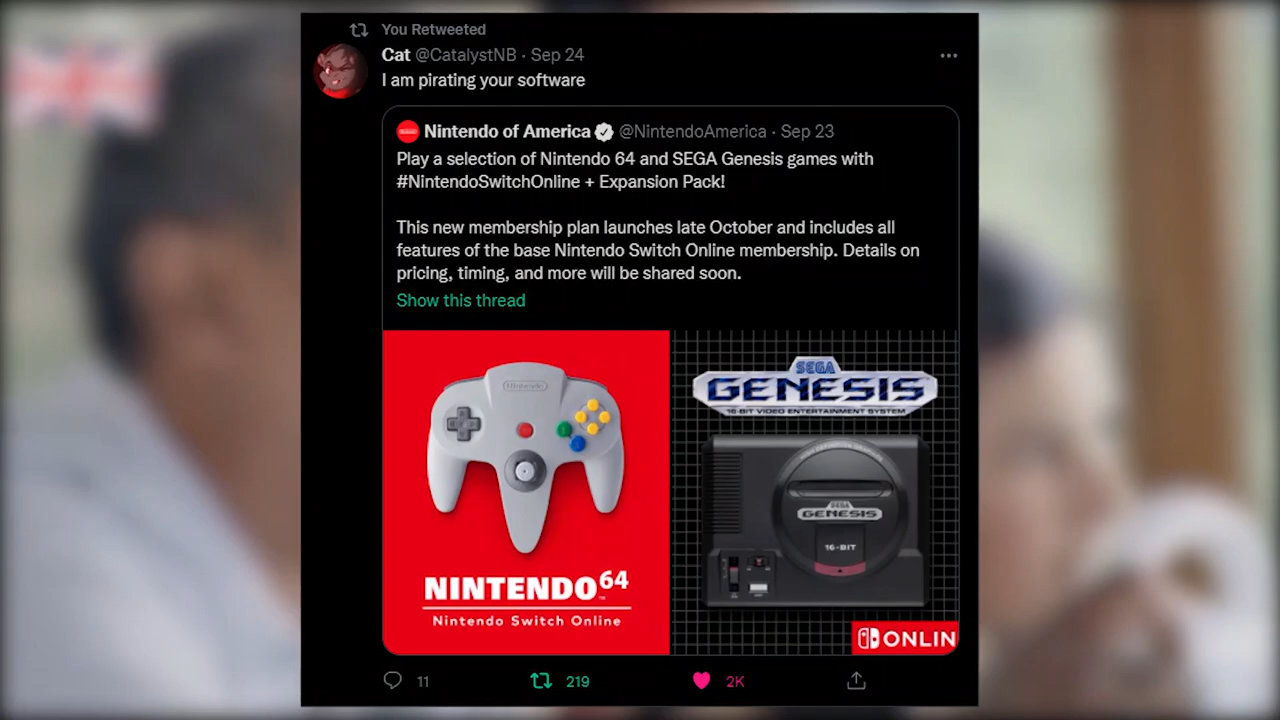 You Retweeted
Cat @CatalystNB · Sep 24
I am pirating your software
Nintendo of America @NintendoAmerica · Sep 23
Play a selection of Nintendo 64 and SEGA Genesis games with
#NintendoSwitchOnline + Expansion Pack!
This new membership plan launches late October and includes all
features of the base Nintendo Switch Online membership. Details on
pricing, timing, and more will be shared soon.
Show this thread
Nintendo
NINTENDO 64
Nintendo Switch Online
SEGA
GENESIS
16-BIT VIDEO ENTERTAINMENT SYSTEM
SEGA
GENESIS
16-BIT
ONLIN
11 219 2K